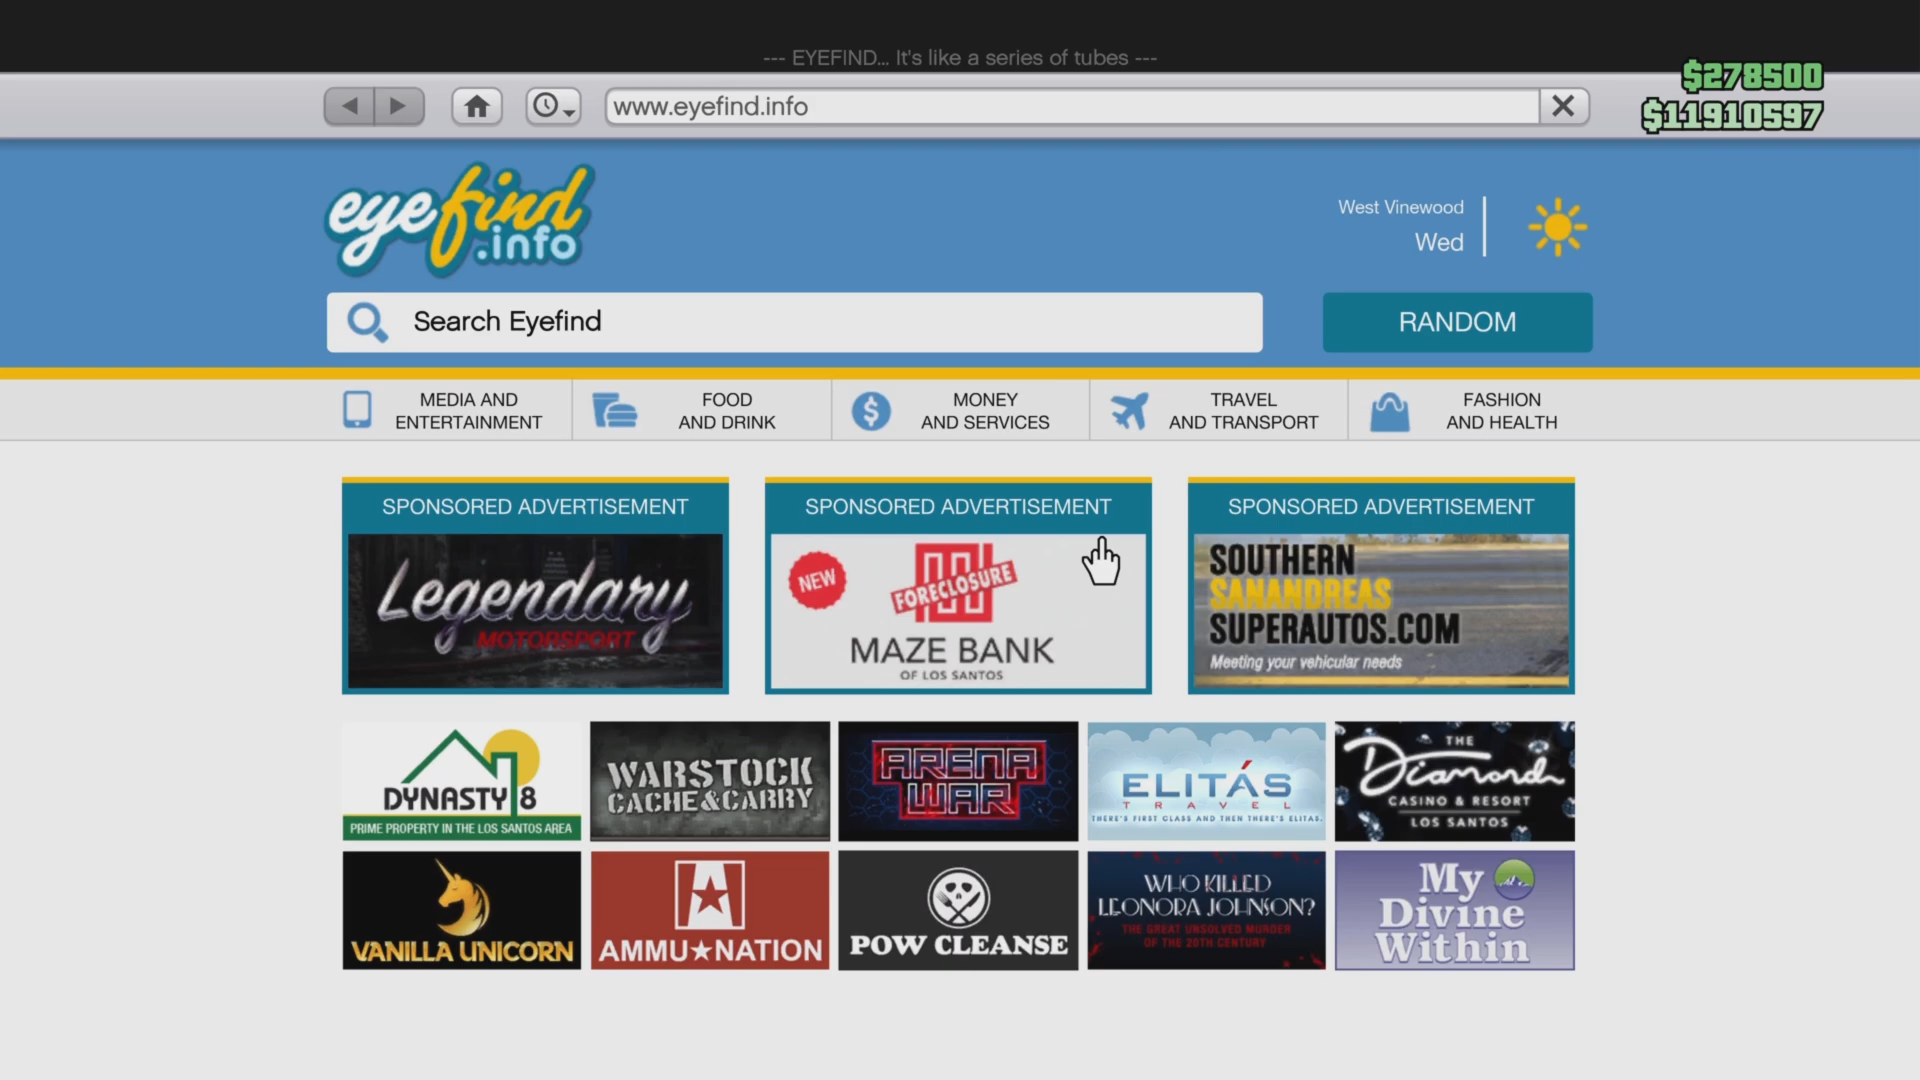 --- EYEFIND... It's like a series of tubes ---
$278500
www.eyefind.info
$11910597
eyefind
.info
West Vinewood
Wed
Search Eyefind
RANDOM
MEDIA AND
ENTERTAINMENT
FOOD
AND DRINK
MONEY
AND SERVICES
TRAVEL
AND TRANSPORT
FASHION
AND HEALTH
SPONSORED ADVERTISEMENT
Legendary
MOTORSPORT
SPONSORED ADVERTISEMENT
NEW
FORECLOSURE
MAZE BANK
OF LOS SANTOS
SPONSORED ADVERTISEMENT
SOUTHERN
SANANDREAS
SUPERAUTOS.COM
Meeting your vehicular needs
DYNASTY 8
PRIME PROPERTY IN THE LOS SANTOS AREA
WARSTOCK
CACHE&CARRY
ARENA
WAR
ELITÁS
TRAVEL
THERE'S FIRST CLASS AND THEN THERE'S ELITAS.
THE
Diamond
CASINO & RESORT
LOS SANTOS
VANILLA UNICORN
AMMU★NATION
POW CLEANSE
WHO KILLED
LEONORA JOHNSON?
THE GREAT UNSOLVED MURDER
OF THE 20TH CENTURY
My
Divine
Within